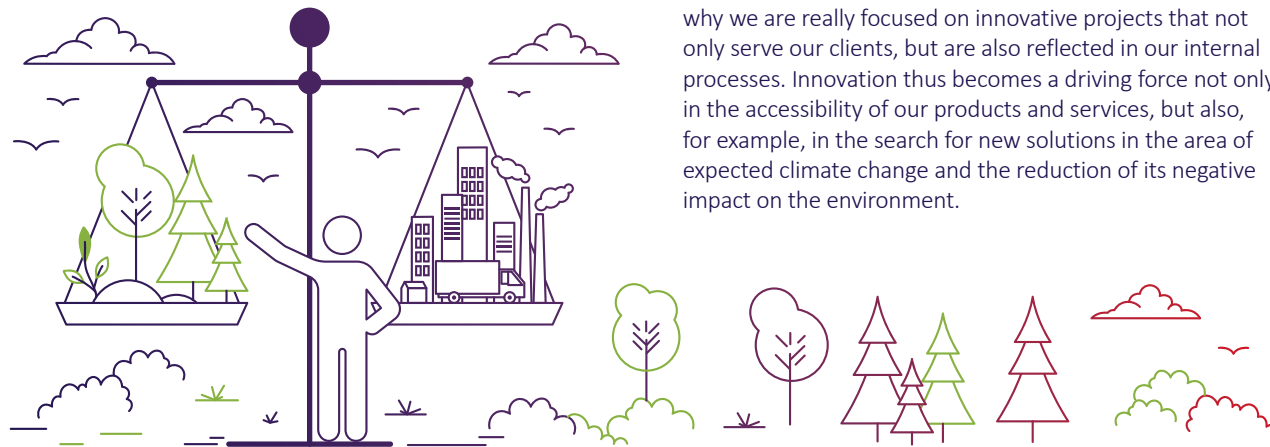 why we are really focused on innovative projects that not
only serve our clients, but are also reflected in our internal
processes. Innovation thus becomes a driving force not only
in the accessibility of our products and services, but also,
for example, in the search for new solutions in the area of
expected climate change and the reduction of its negative
impact on the environment.